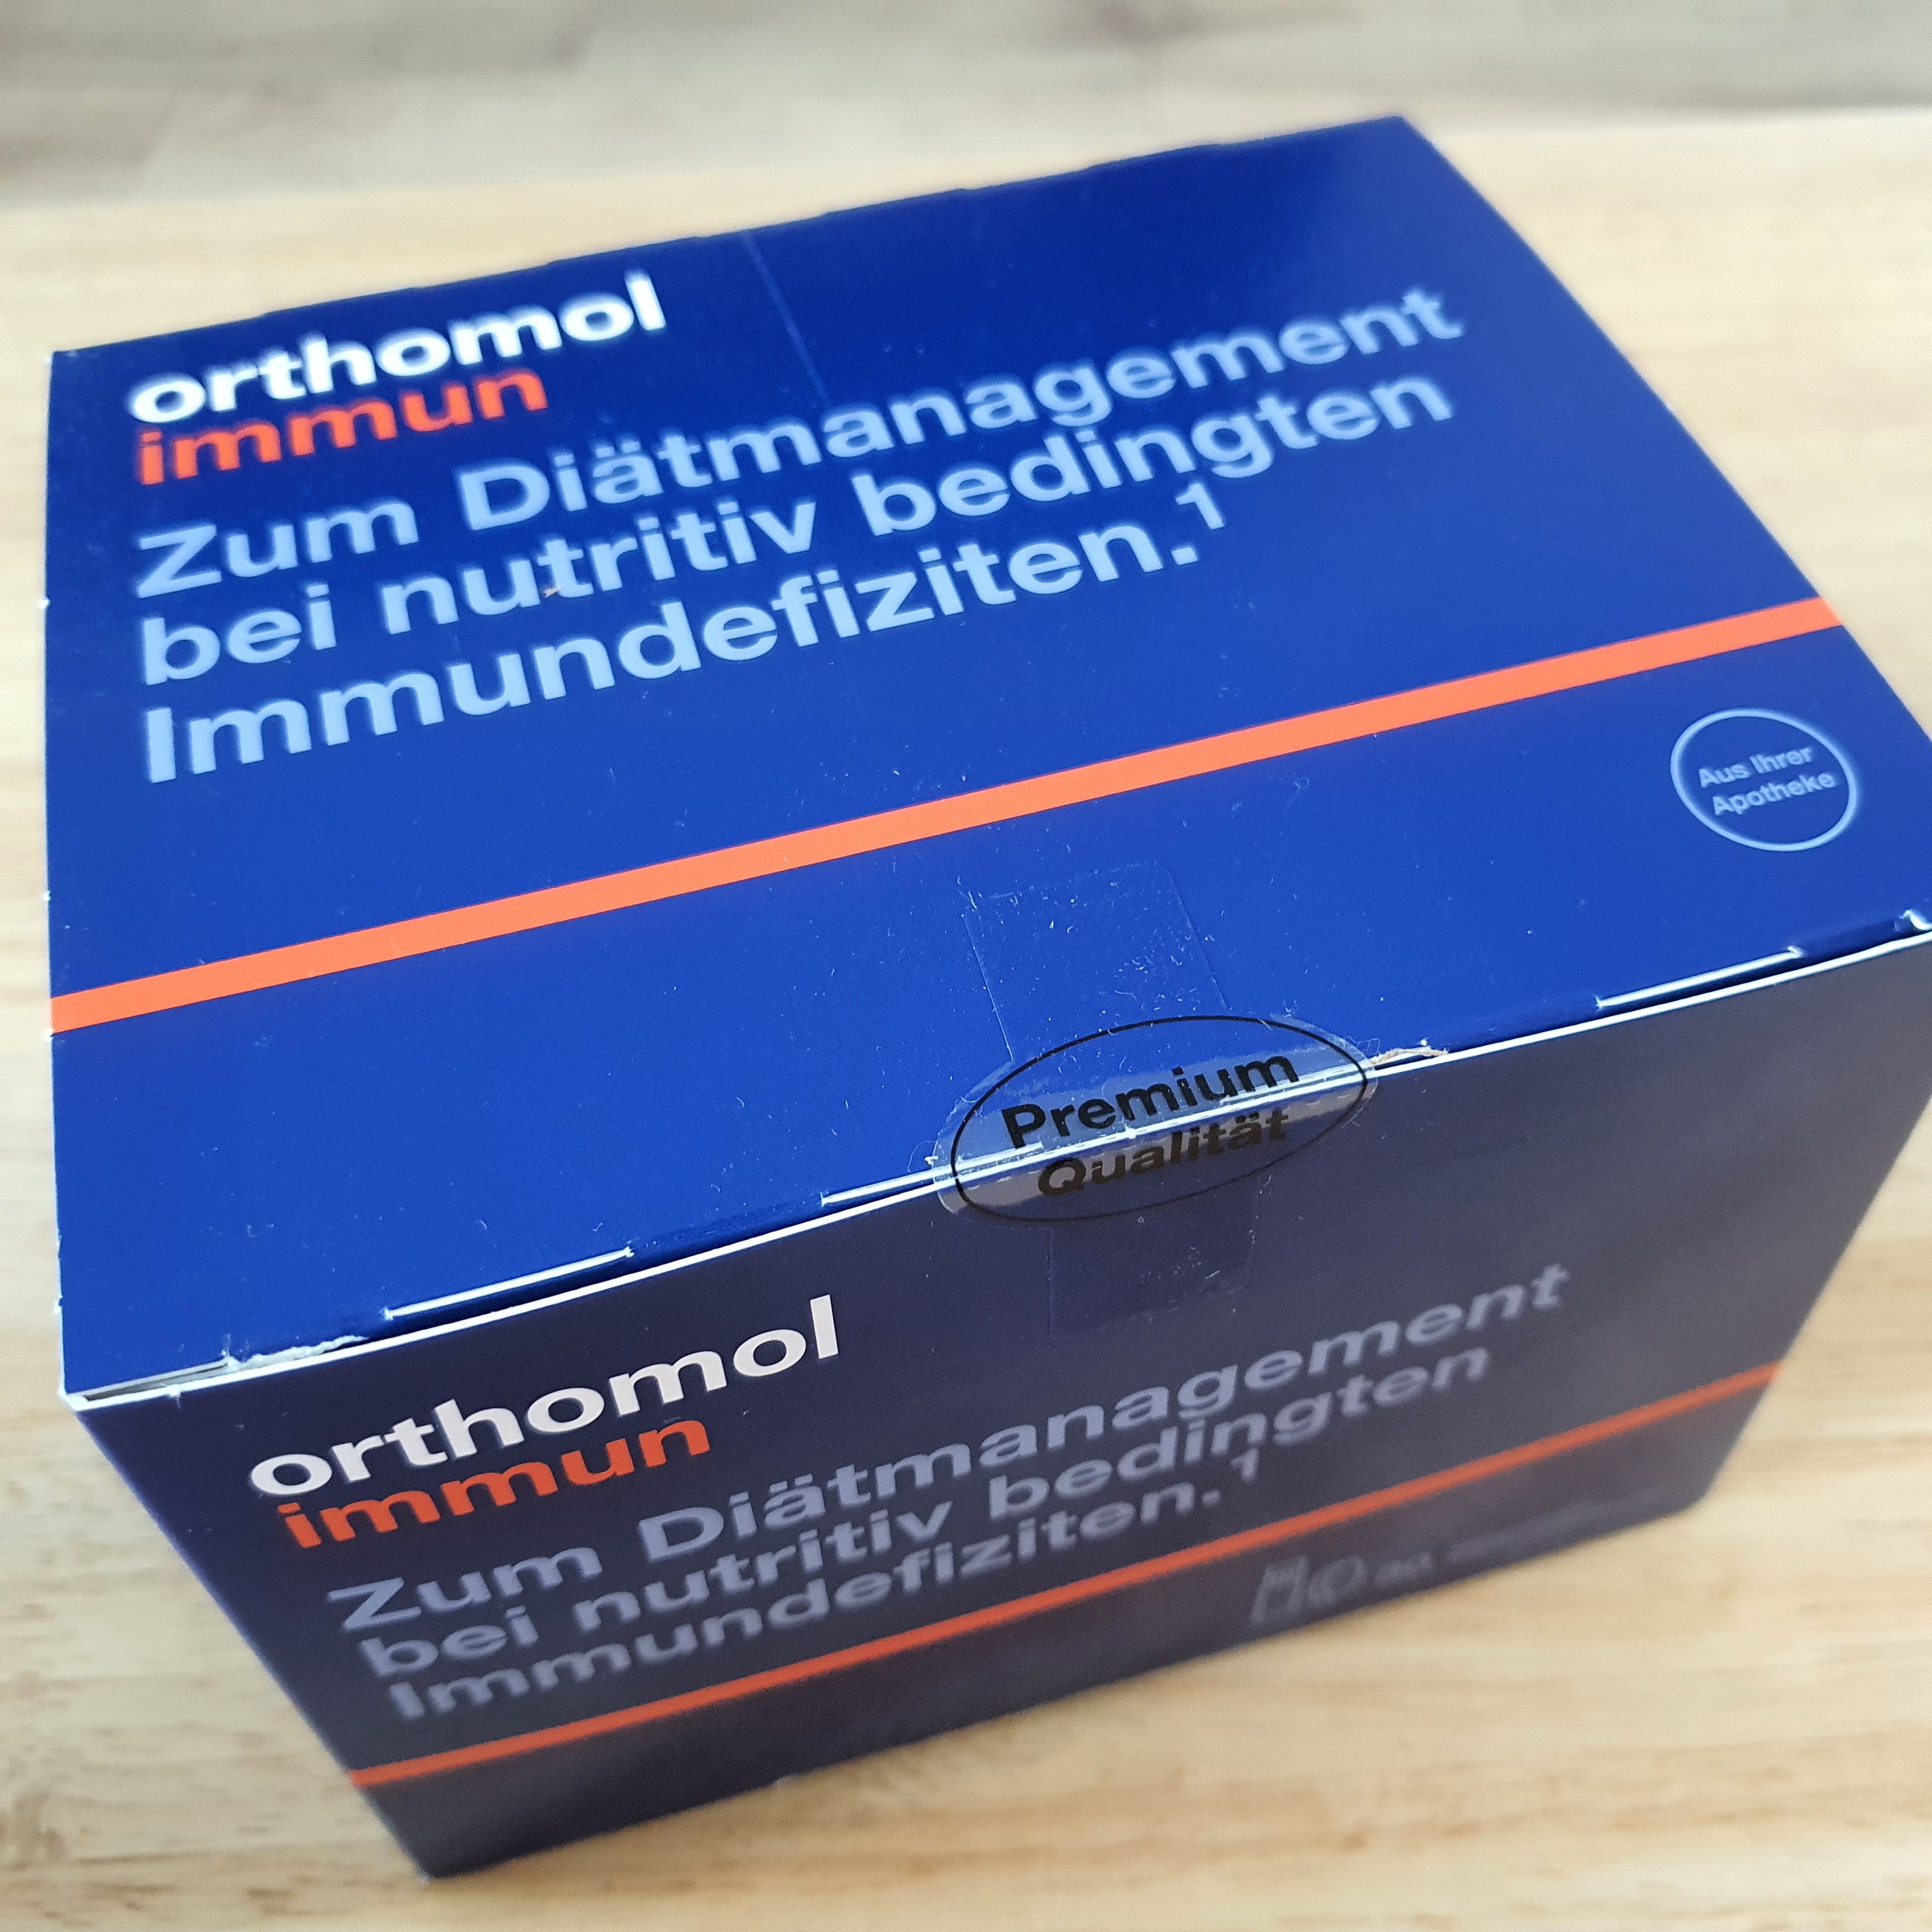 orthomol
immun
Zum Diätmanagement
bei nutritiv bedingten
Immundefiziten.¹
Aus Ihrer
Apotheke
Premium
Qualität
orthomol
immun
Zum Diätmanagement
bei nutritiv bedingten
Immundefiziten.¹